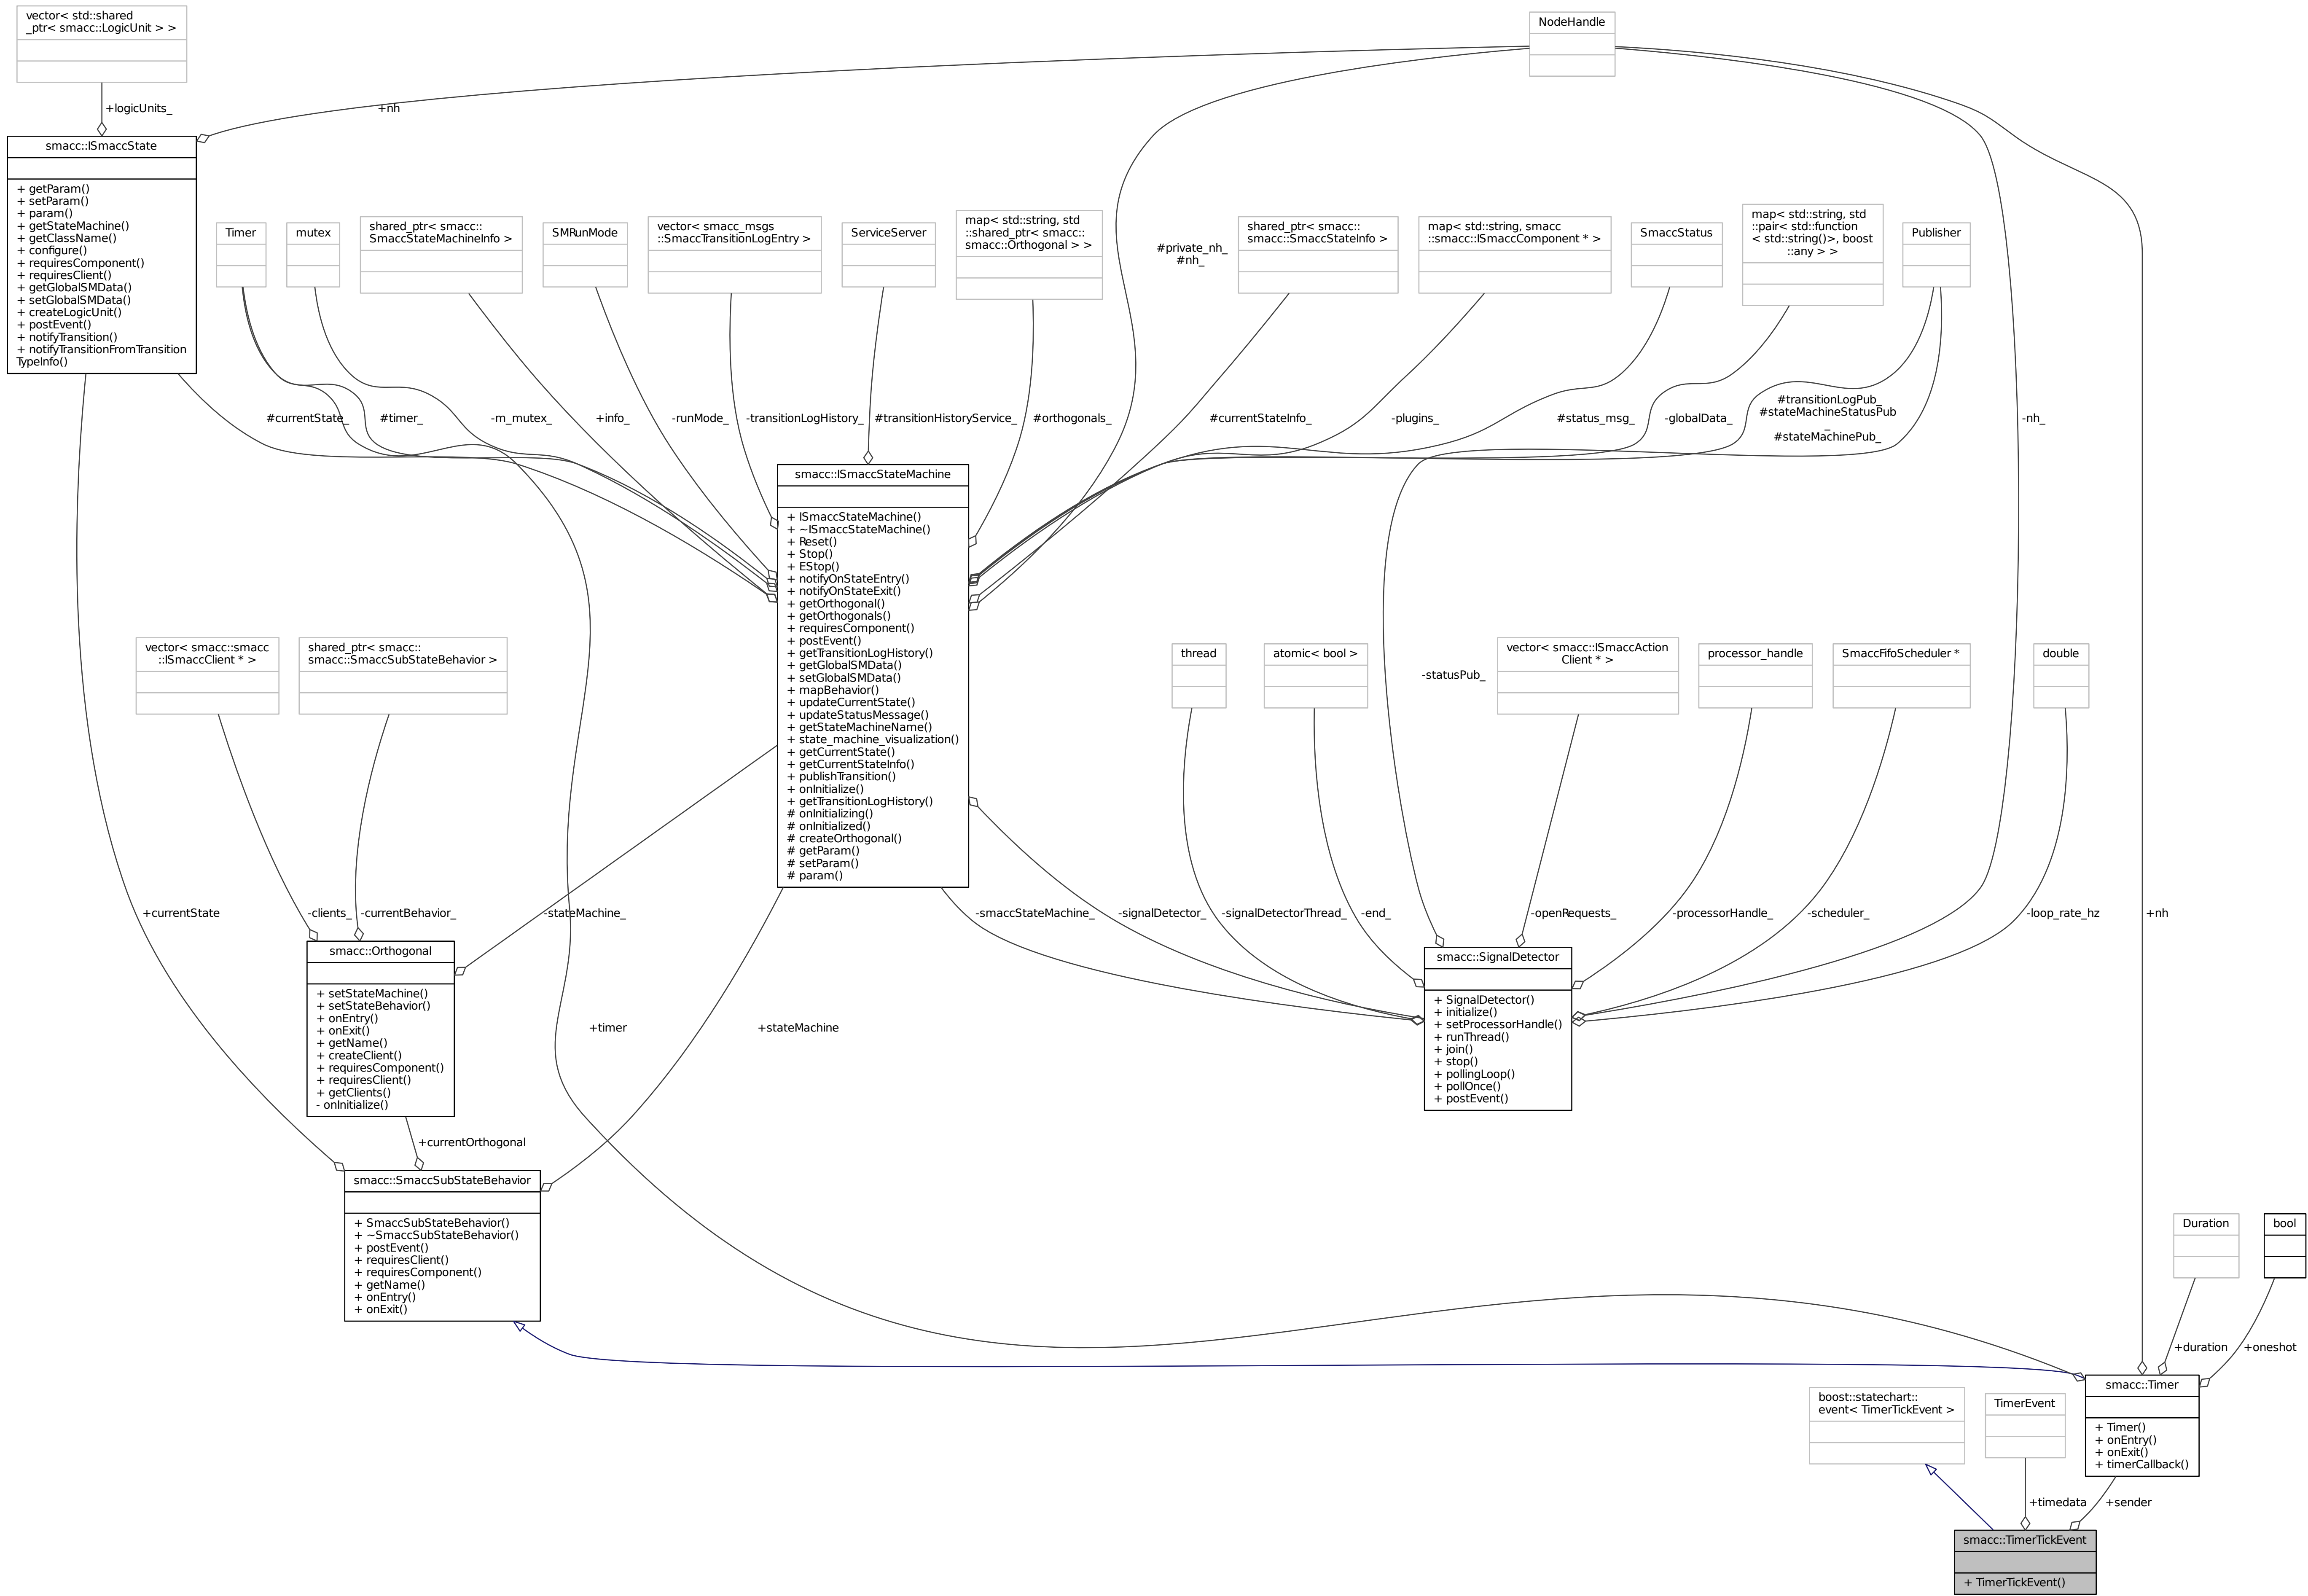 vector< std::shared
_ptr< smacc::LogicUnit > >
NodeHandle
+logicUnits_
+nh
smacc::ISmaccState
+ getParam()
+ setParam()
+ param()
+ getStateMachine()
+ getClassName()
+ configure()
+ requiresComponent()
+ requiresClient()
+ getGlobalSMData()
+ setGlobalSMData()
+ createLogicUnit()
+ postEvent()
+ notifyTransition()
+ notifyTransitionFromTransition
TypeInfo()
Timer
mutex
shared_ptr< smacc::
SmaccStateMachineInfo >
SMRunMode
vector< smacc_msgs
::SmaccTransitionLogEntry >
ServiceServer
map< std::string, std
::shared_ptr< smacc::
smacc::Orthogonal > >
#private_nh_
#nh_
shared_ptr< smacc::
smacc::SmaccStateInfo >
map< std::string, smacc
::smacc::ISmaccComponent * >
SmaccStatus
map< std::string, std
::pair< std::function
< std::string()>, boost
::any > >
Publisher
#currentState_
#timer_
-m_mutex_
+info_
-runMode_
-transitionLogHistory_
#transitionHistoryService_
#orthogonals_
#currentStateInfo_
-plugins_
#status_msg_
-globalData_
#transitionLogPub_
#stateMachineStatusPub
_
#stateMachinePub_
-nh_
smacc::ISmaccStateMachine
+ ISmaccStateMachine()
+ ~ISmaccStateMachine()
+ Reset()
+ Stop()
+ EStop()
+ notifyOnStateEntry()
+ notifyOnStateExit()
+ getOrthogonal()
+ getOrthogonals()
+ requiresComponent()
+ postEvent()
+ getTransitionLogHistory()
+ getGlobalSMData()
+ setGlobalSMData()
+ mapBehavior()
+ updateCurrentState()
+ updateStatusMessage()
+ getStateMachineName()
+ state_machine_visualization()
+ getCurrentState()
+ getCurrentStateInfo()
+ publishTransition()
+ onInitialize()
+ getTransitionLogHistory()
# onInitializing()
# onInitialized()
# createOrthogonal()
# getParam()
# setParam()
# param()
vector< smacc::smacc
::ISmaccClient * >
shared_ptr< smacc::
smacc::SmaccSubStateBehavior >
thread
atomic< bool >
-statusPub_
vector< smacc::ISmaccAction
Client * >
processor_handle
SmaccFifoScheduler *
double
+currentState
-clients_
-currentBehavior_
-stateMachine_
-smaccStateMachine_
-signalDetector_
-signalDetectorThread_
-end_
-openRequests_
-processorHandle_
-scheduler_
-loop_rate_hz
+nh
smacc::Orthogonal
+ setStateMachine()
+ setStateBehavior()
+ onEntry()
+ onExit()
+ getName()
+ createClient()
+ requiresComponent()
+ requiresClient()
+ getClients()
- onInitialize()
smacc::SignalDetector
+ SignalDetector()
+ initialize()
+ setProcessorHandle()
+ runThread()
+ join()
+ stop()
+ pollingLoop()
+ pollOnce()
+ postEvent()
+timer
+stateMachine
+currentOrthogonal
smacc::SmaccSubStateBehavior
+ SmaccSubStateBehavior()
+ ~SmaccSubStateBehavior()
+ postEvent()
+ requiresClient()
+ requiresComponent()
+ getName()
+ onEntry()
+ onExit()
Duration
bool
+duration
+oneshot
boost::statechart::
event< TimerTickEvent >
TimerEvent
smacc::Timer
+ Timer()
+ onEntry()
+ onExit()
+ timerCallback()
+timedata
+sender
smacc::TimerTickEvent
+ TimerTickEvent()